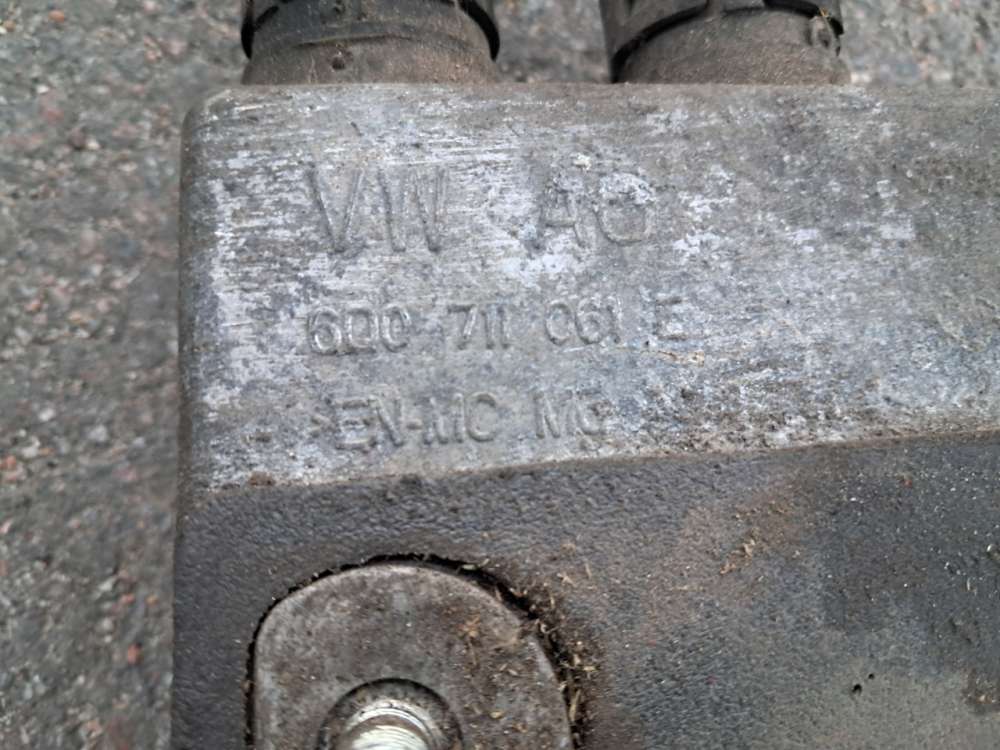 VW AG
6Q0 711 061 E
>EN-MC MG